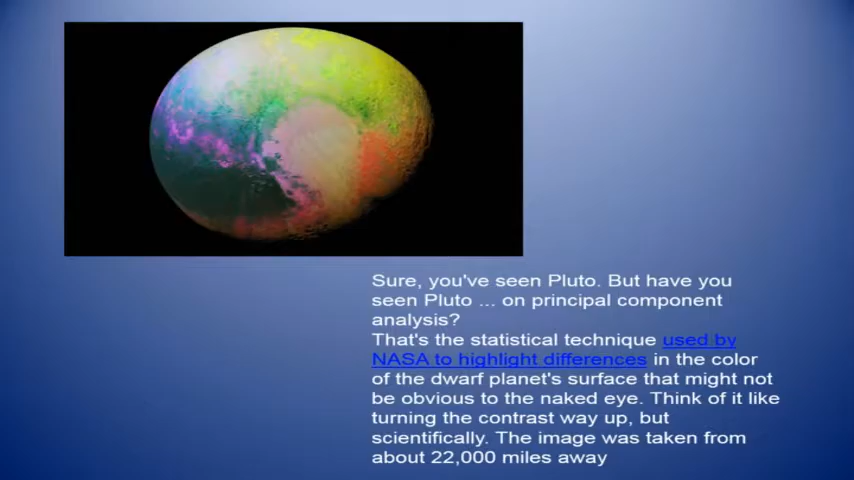 Sure, you've seen Pluto. But have you
seen Pluto ... on principal component
analysis?
That's the statistical technique used by
NASA to highlight differences in the color
of the dwarf planet's surface that might not
be obvious to the naked eye. Think of it like
turning the contrast way up, but
scientifically. The image was taken from
about 22,000 miles away